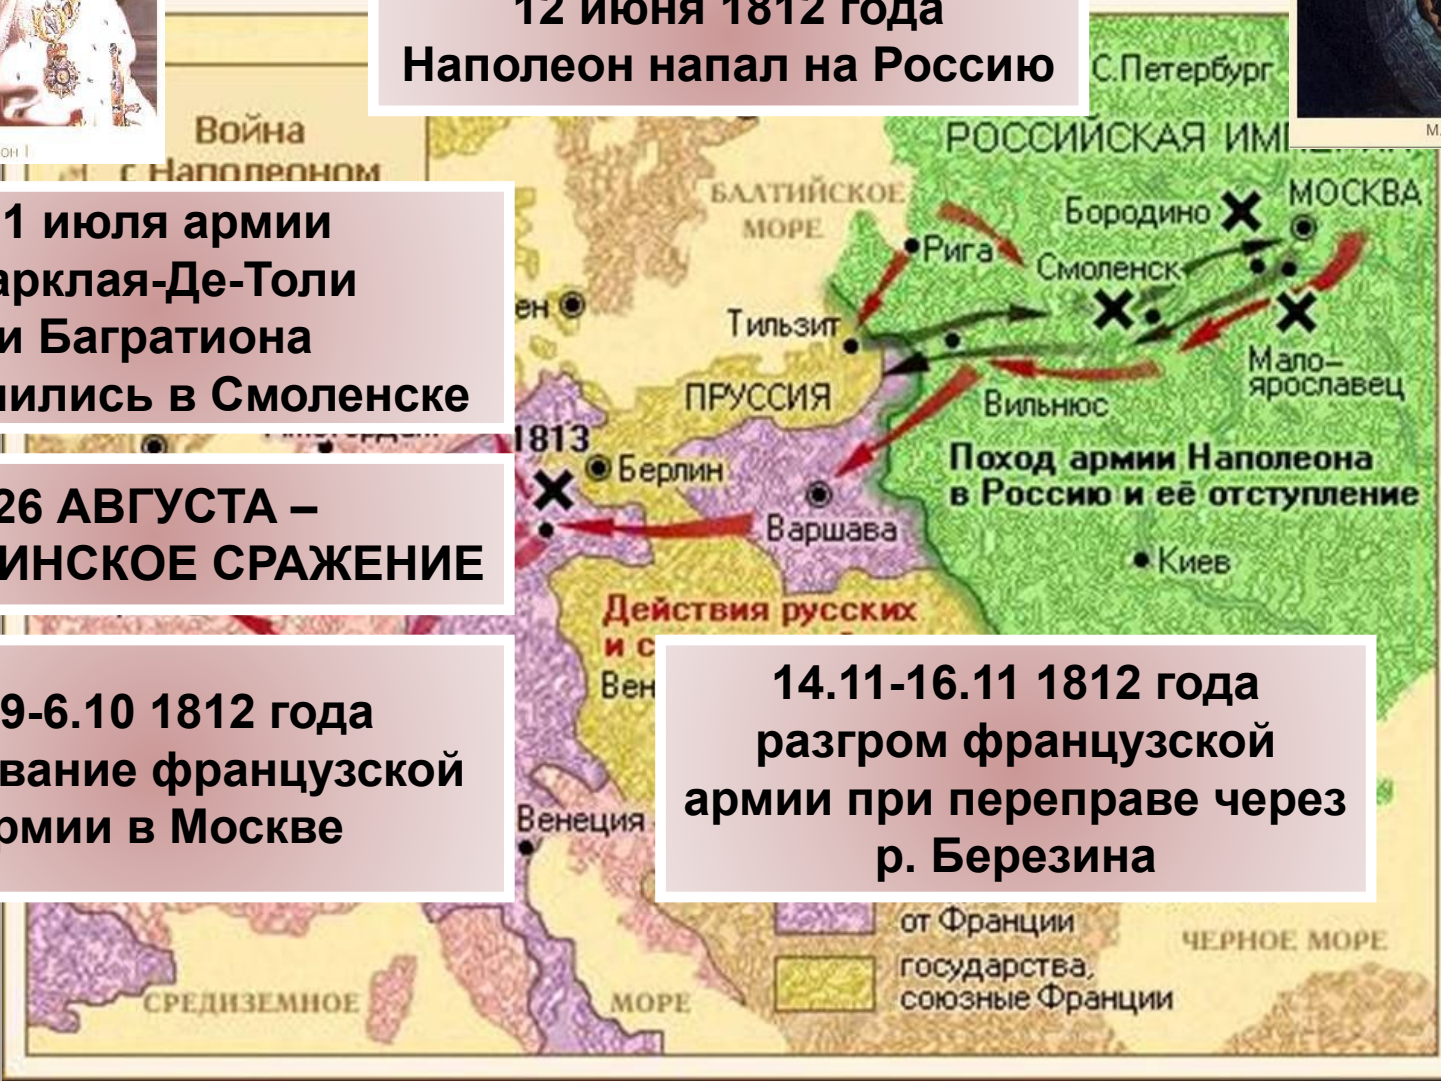 12 июня 1812 года
Наполеон напал на Россию
С.Петербург
РОССИЙСКАЯ
он I
М.
Война
с Наполеоном
БАЛТИЙСКОЕ
МОРЕ
МОСКВА
Бородино
Рига
Смоленск
1 июля армии
арклая-Де-Толи
и Багратиона
нились в Смоленске
ен
Тильзит
Мало-
ярославец
ПРУССИЯ
Вильнюс
1813
Берлин
Поход армии Наполеона
в Россию и её отступление
26 АВГУСТА –
ИНСКОЕ СРАЖЕНИЕ
Варшава
Киев
Действия русских
и с
Вен
9-6.10 1812 года
вание французской
рмии в Москве
14.11-16.11 1812 года
разгром французской
армии при переправе через
р. Березина
Венеция
от Франции
государства,
союзные Франции
ЧЕРНОЕ МОРЕ
СРЕДИЗЕМНОЕ
МОРЕ